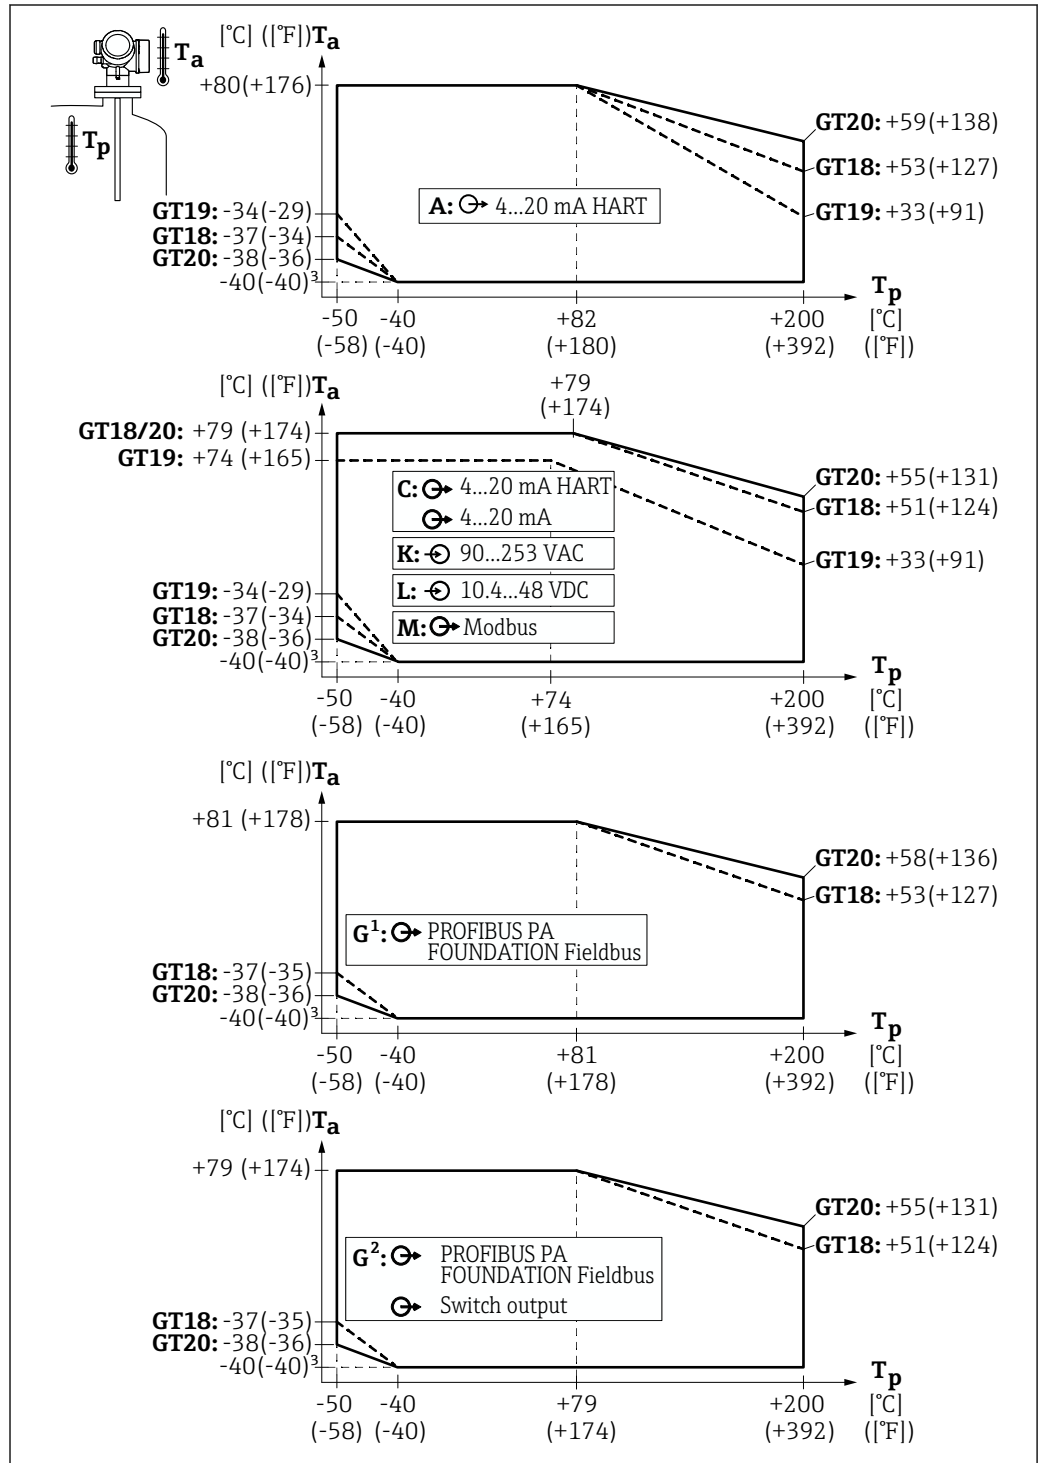 [°C] ([°F]) Ta
Ta
Tp
+80(+176)
GT20: +59(+138)
GT18: +53(+127)
GT19: +33(+91)
A: 4...20 mA HART
GT19: -34(-29)
GT18: -37(-34)
GT20: -38(-36)
-40(-40)³
Tp
-50 -40 +82 +200 [°C]
(-58) (-40) (+180) (+392) ([°F])
[°C] ([°F]) Ta
+79
(+174)
GT18/20: +79 (+174)
GT19: +74 (+165)
GT20: +55(+131)
GT18: +51(+124)
GT19: +33(+91)
C: 4...20 mA HART
4...20 mA
K: 90...253 VAC
L: 10.4...48 VDC
M: Modbus
GT19: -34(-29)
GT18: -37(-34)
GT20: -38(-36)
-40(-40)³
Tp
-50 -40 +74 +200 [°C]
(-58) (-40) (+165) (+392) ([°F])
[°C] ([°F]) Ta
+81 (+178)
GT20: +58(+136)
GT18: +53(+127)
G¹: PROFIBUS PA
FOUNDATION Fieldbus
GT18: -37(-35)
GT20: -38(-36)
-40(-40)³
Tp
-50 -40 +81 +200 [°C]
(-58) (-40) (+178) (+392) ([°F])
[°C] ([°F]) Ta
+79 (+174)
GT20: +55(+131)
GT18: +51(+124)
G²: PROFIBUS PA
FOUNDATION Fieldbus
Switch output
GT18: -37(-35)
GT20: -38(-36)
-40(-40)³
Tp
-50 -40 +79 +200 [°C]
(-58) (-40) (+174) (+392) ([°F])